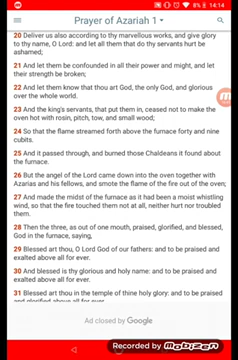 14:14
Prayer of Azariah 1
20 Deliver us also according to thy marvellous works, and give glory
to thy name, O Lord: and let all them that do thy servants hurt be
ashamed;
21 And let them be confounded in all their power and might, and let
their strength be broken;
22 And let them know that thou art God, the only God, and glorious
over the whole world.
23 And the king's servants, that put them in, ceased not to make the
oven hot with rosin, pitch, tow, and small wood;
24 So that the flame streamed forth above the furnace forty and nine
cubits.
25 And it passed through, and burned those Chaldeans it found about
the furnace.
26 But the angel of the Lord came down into the oven together with
Azarias and his fellows, and smote the flame of the fire out of the oven;
27 And made the midst of the furnace as it had been a moist whistling
wind, so that the fire touched them not at all, neither hurt nor troubled
them.
28 Then the three, as out of one mouth, praised, glorified, and blessed,
God in the furnace, saying,
29 Blessed art thou, O Lord God of our fathers: and to be praised and
exalted above all for ever.
30 And blessed is thy glorious and holy name: and to be praised and
exalted above all for ever.
31 Blessed art thou in the temple of thine holy glory: and to be praised
and glorified above all for ever.
Ad closed by Google
Recorded by Mobizen